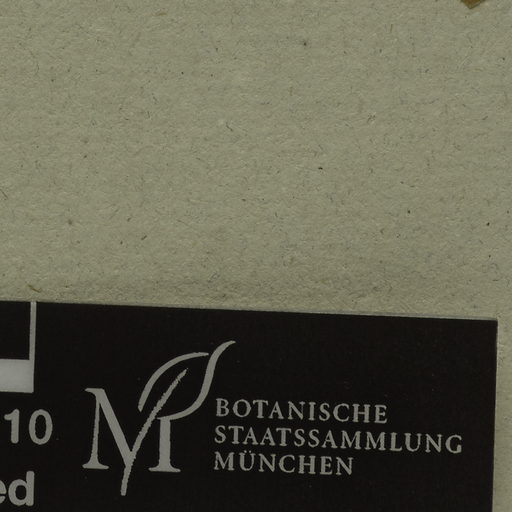 10
BOTANISCHE
STAATSSAMMLUNG
MÜNCHEN
ed